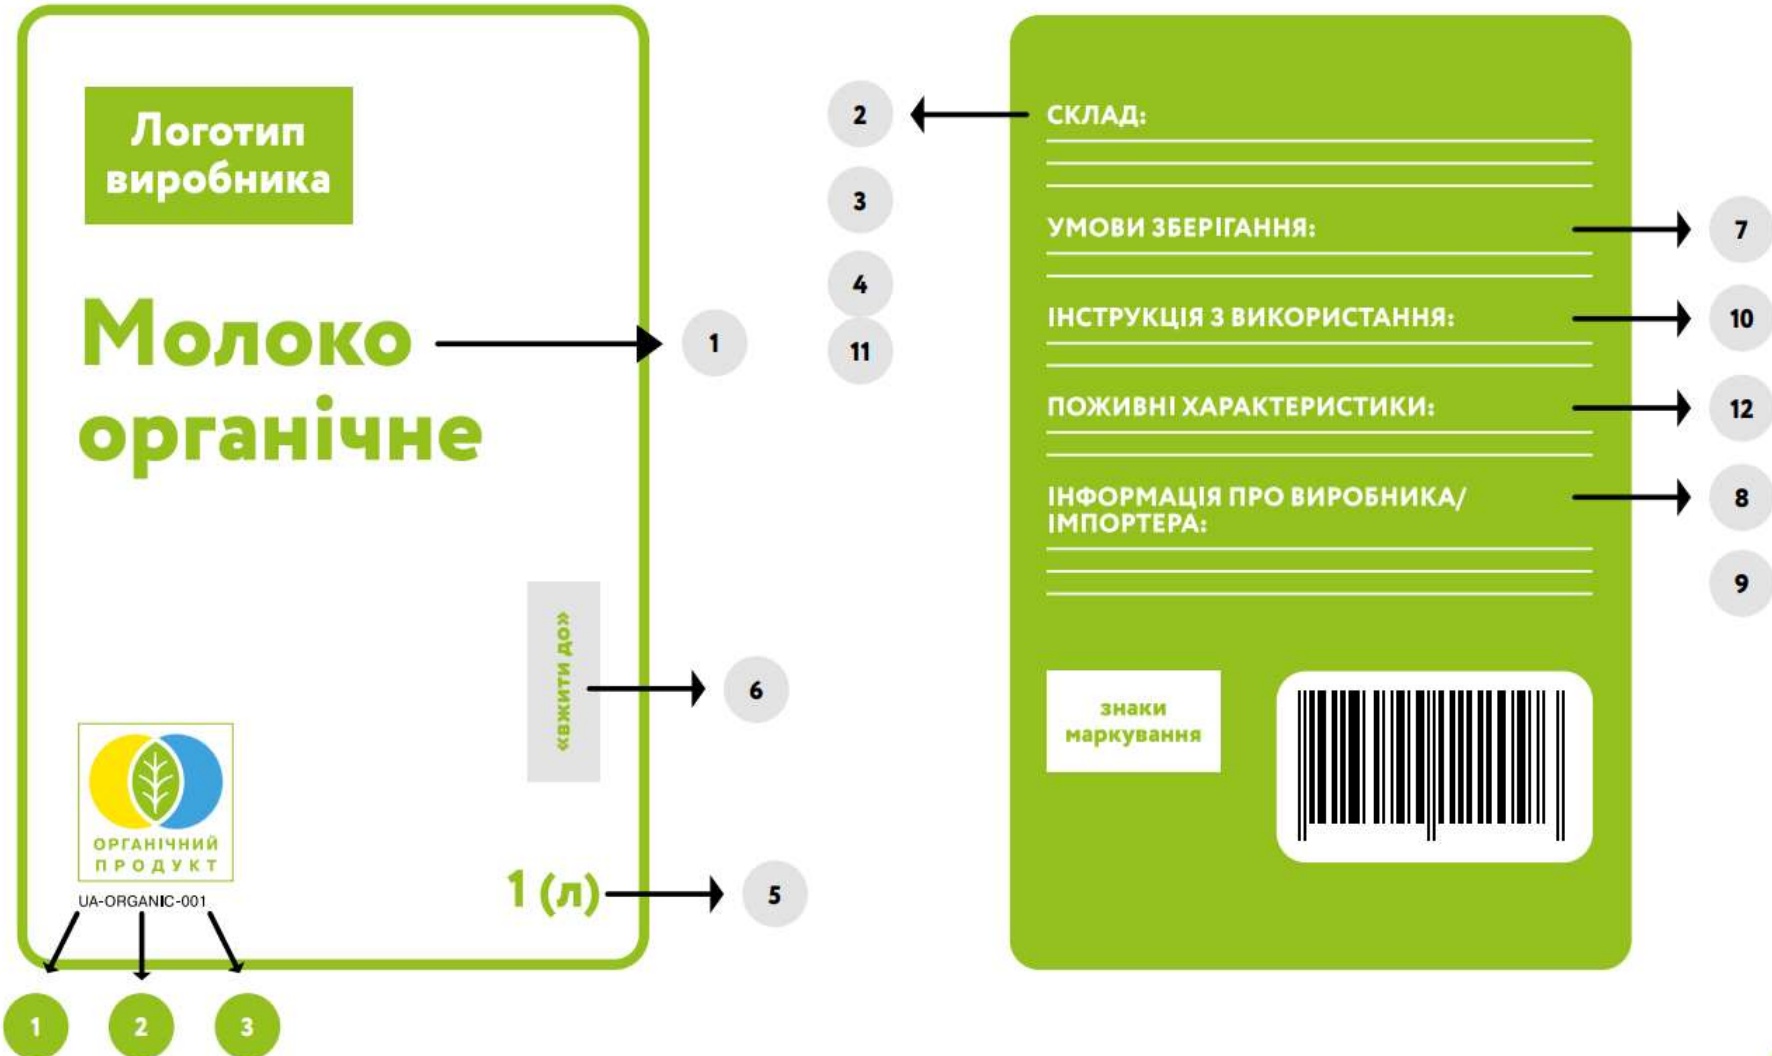 Логотип
виробника
Молоко
органічне
1
«вжити до»
6
ОРГАНІЧНИЙ
ПРОДУКТ
UA-ORGANIC-001
1 (л)
5
1
2
3
2
3
4
11
СКЛАД:
УМОВИ ЗБЕРІГАННЯ:
7
ІНСТРУКЦІЯ З ВИКОРИСТАННЯ:
10
ПОЖИВНІ ХАРАКТЕРИСТИКИ:
12
ІНФОРМАЦІЯ ПРО ВИРОБНИКА/
ІМПОРТЕРА:
8
9
знаки
маркування